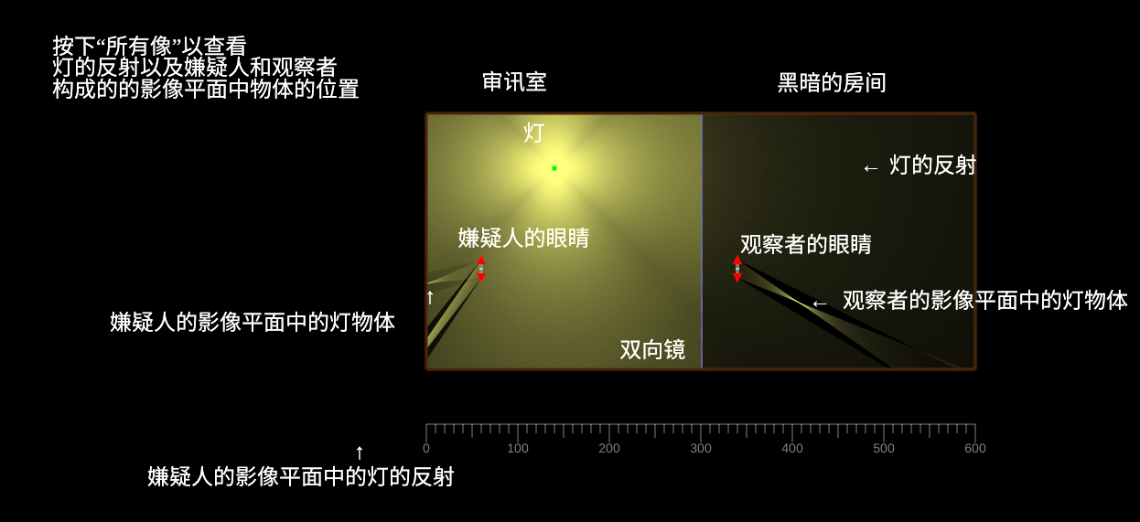 按下“所有像”以查看
灯的反射以及嫌疑人和观察者
构成的的影像平面中物体的位置
审讯室
黑暗的房间
灯
← 灯的反射
嫌疑人的眼睛
观察者的眼睛
↑
← 观察者的影像平面中的灯物体
嫌疑人的影像平面中的灯物体
双向镜
0 100 200 300 400 500 600
↑
嫌疑人的影像平面中的灯的反射